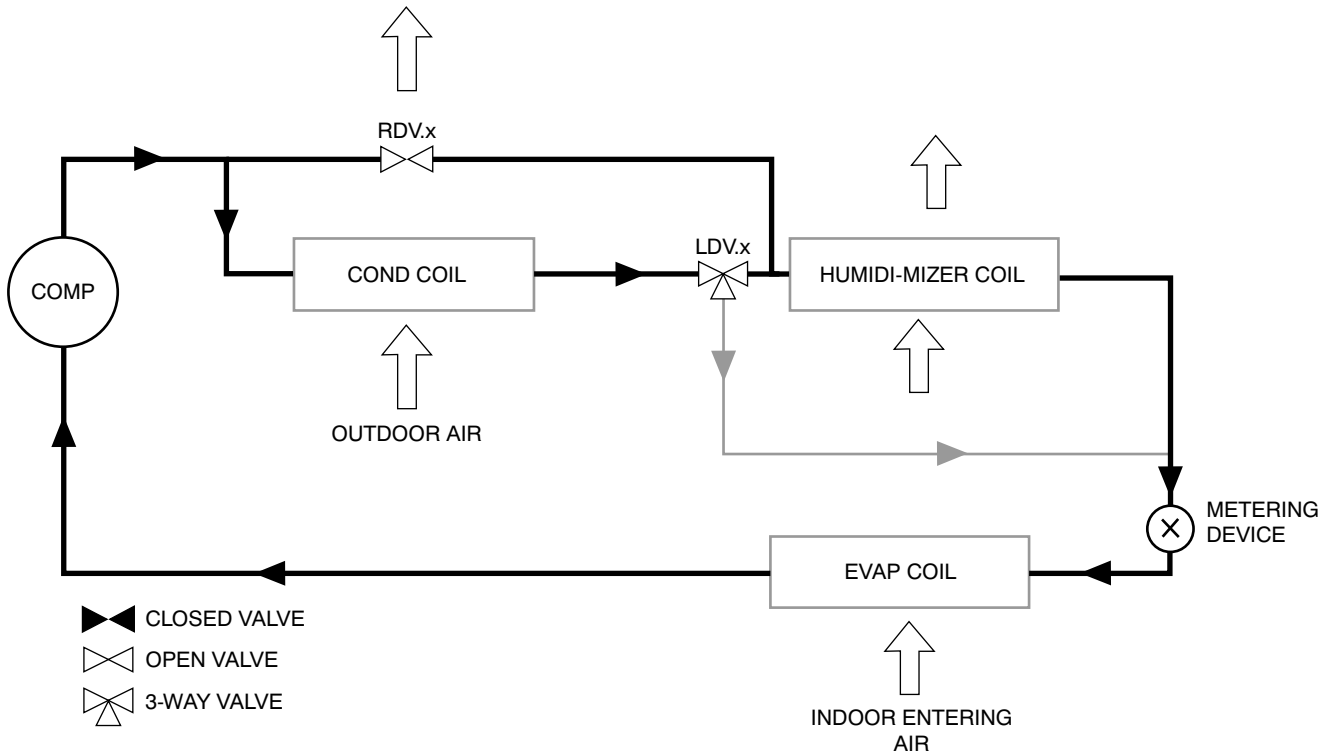 RDV.x
LDV.x
COMP
COND COIL
HUMIDI-MIZER COIL
OUTDOOR AIR
METERING
DEVICE
EVAP COIL
CLOSED VALVE
OPEN VALVE
3-WAY VALVE
INDOOR ENTERING
AIR